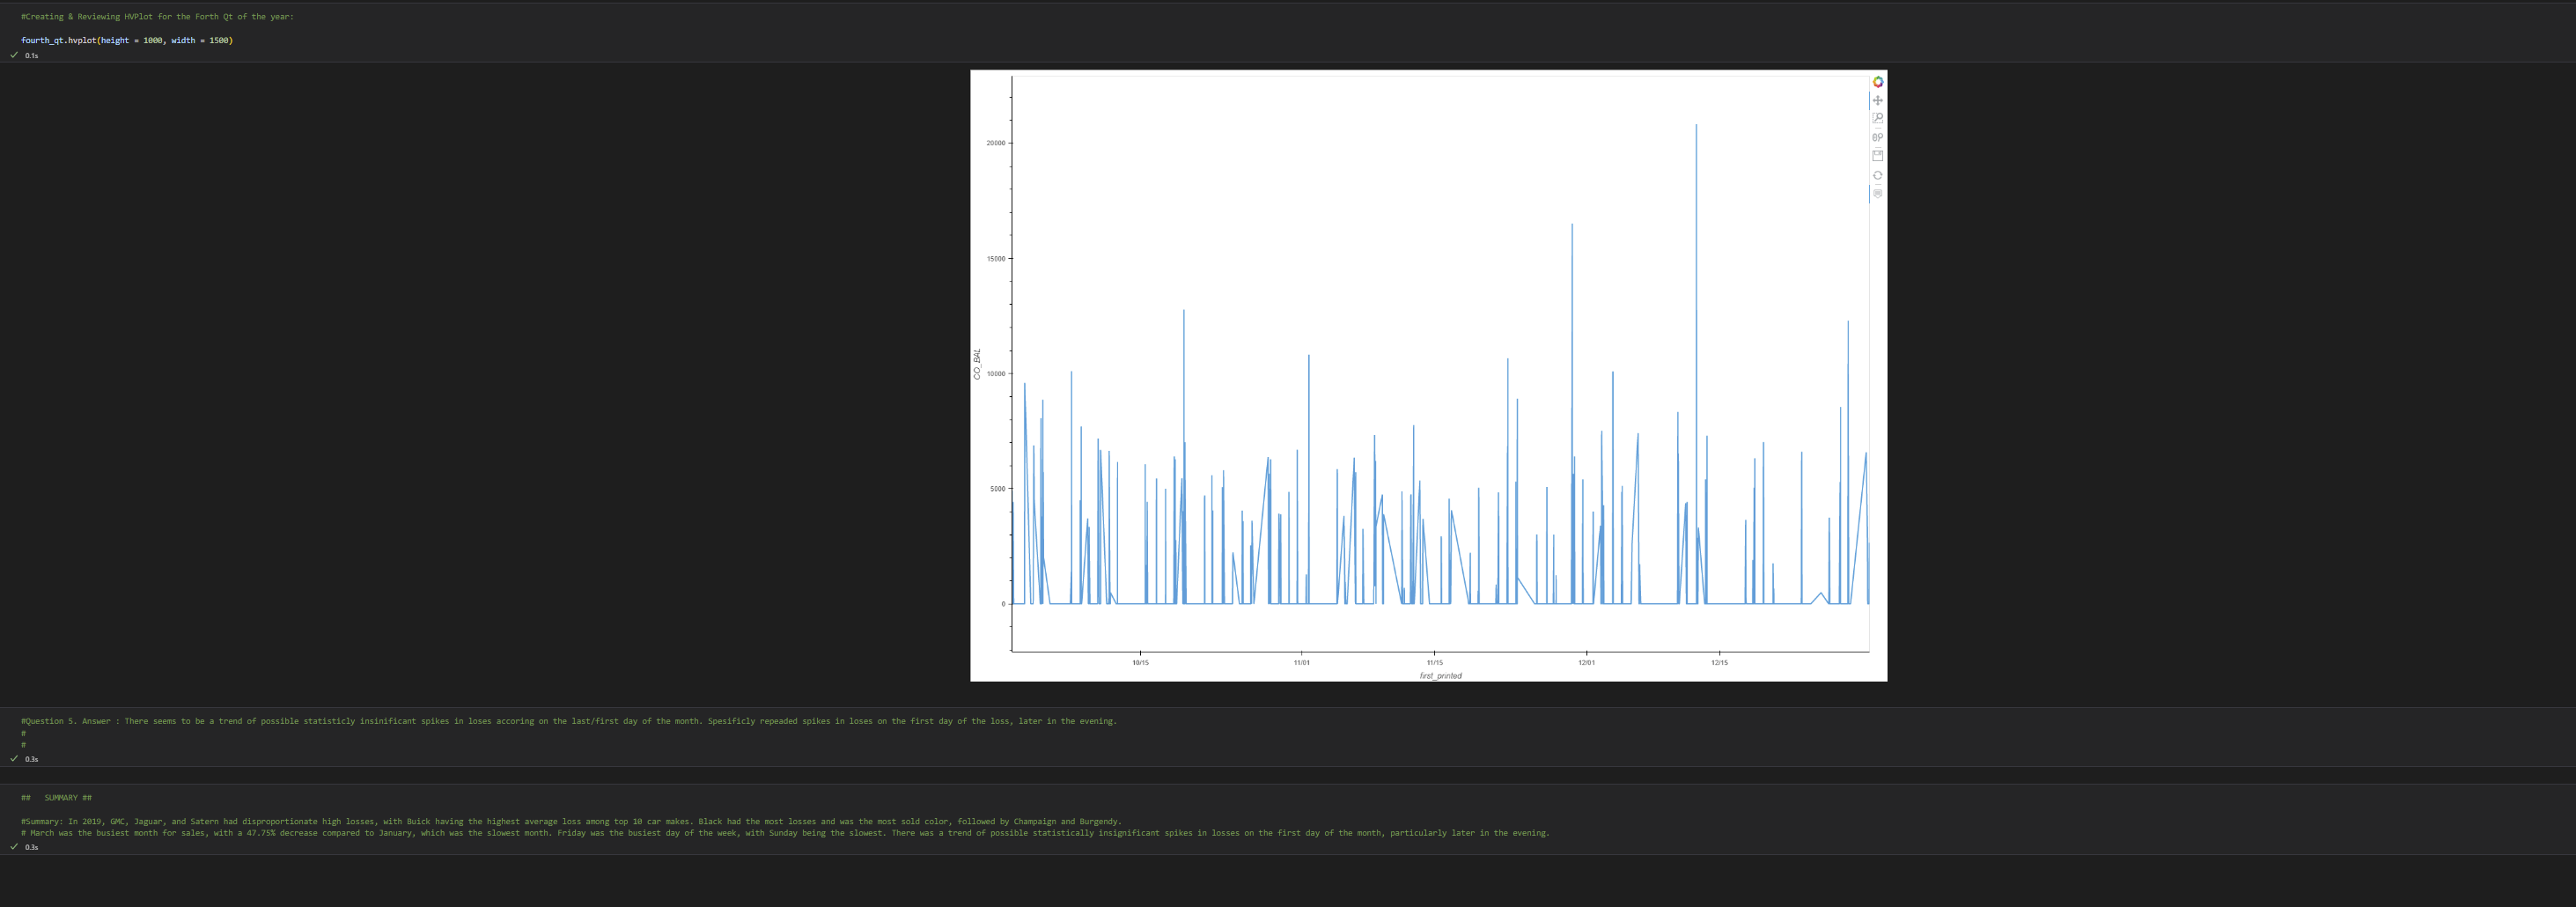 #Creating & Reviewing HVPlot for the Forth Qt of the year:
fourth_qt.hvplot(height = 1000, width = 1500)
0.1s
20000
15000
10000
5000
0
CO_BAL
10/15
11/01
11/15
12/01
12/15
first_printed
#Question 5. Answer : There seems to be a trend of possible statisticly insinificant spikes in loses accoring on the last/first day of the month. Spesificly repeaded spikes in loses on the first day of the loss, later in the evening.
#
#
0.3s
##   SUMMARY ##
#Summary: In 2019, GMC, Jaguar, and Satern had disproportionate high losses, with Buick having the highest average loss among top 10 car makes. Black had the most losses and was the most sold color, followed by Champaign and Burgendy.
# March was the busiest month for sales, with a 47.75% decrease compared to January, which was the slowest month. Friday was the busiest day of the week, with Sunday being the slowest. There was a trend of possible statistically insignificant spikes in losses on the first day of the month, particularly later in the evening.
0.3s